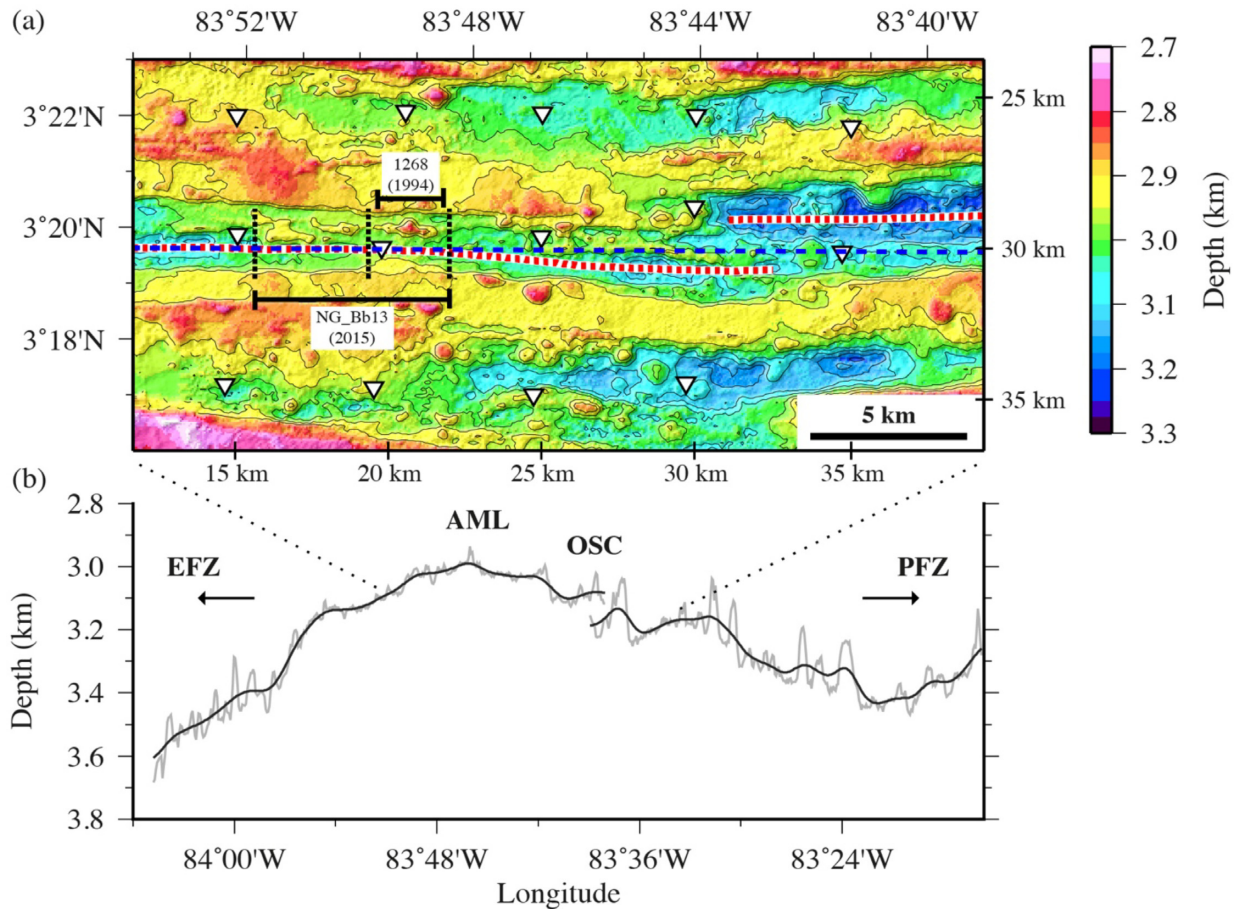 (a)
83°52'W 83°48'W 83°44'W 83°40'W
3°22'N
3°20'N
3°18'N
1268
(1994)
NG_Bb13
(2015)
25 km
30 km
35 km
5 km
15 km 20 km 25 km 30 km 35 km
2.7
2.8
2.9
3.0
3.1
3.2
3.3
Depth (km)
(b)
2.8
3.0
3.2
3.4
3.6
3.8
Depth (km)
EFZ
AML
OSC
PFZ
84°00'W 83°48'W 83°36'W 83°24'W
Longitude